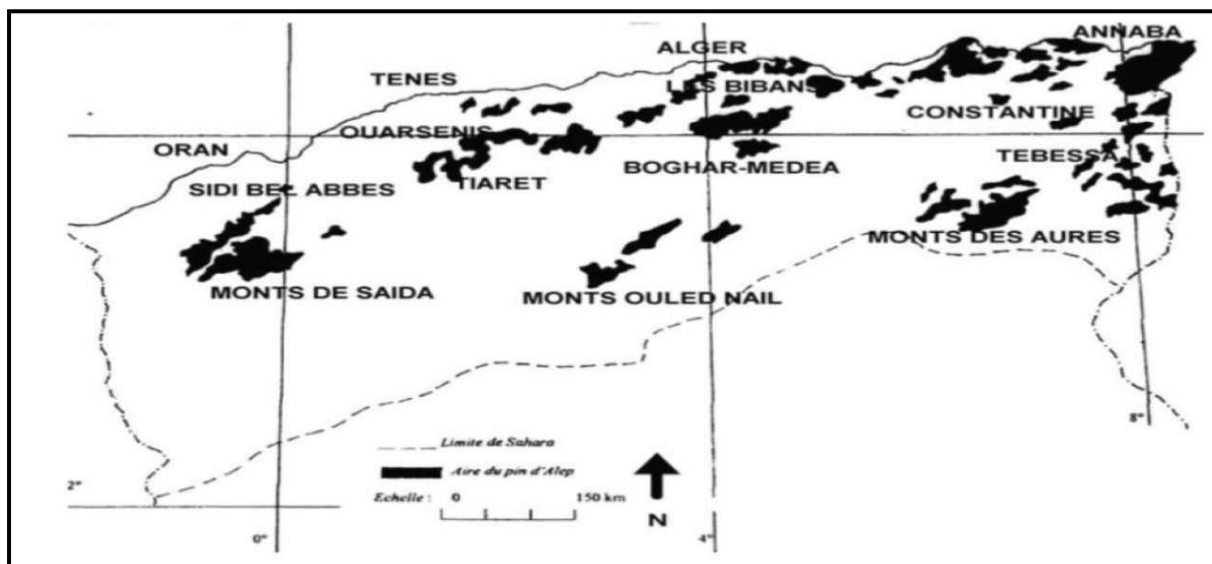 ANNABA
ALGER
TENES
LES BIBANS
CONSTANTINE
OUARSENIS
ORAN
TEBESSA
BOGHAR-MEDEA
TIARET
SIDI BEL ABBES
MONTS DES AURES
MONTS DE SAIDA
MONTS OULED NAIL
8°
Limite de Sahara
Aire du pin d'Alep
2°
Echelle : 0 150 km
N
0°
4°